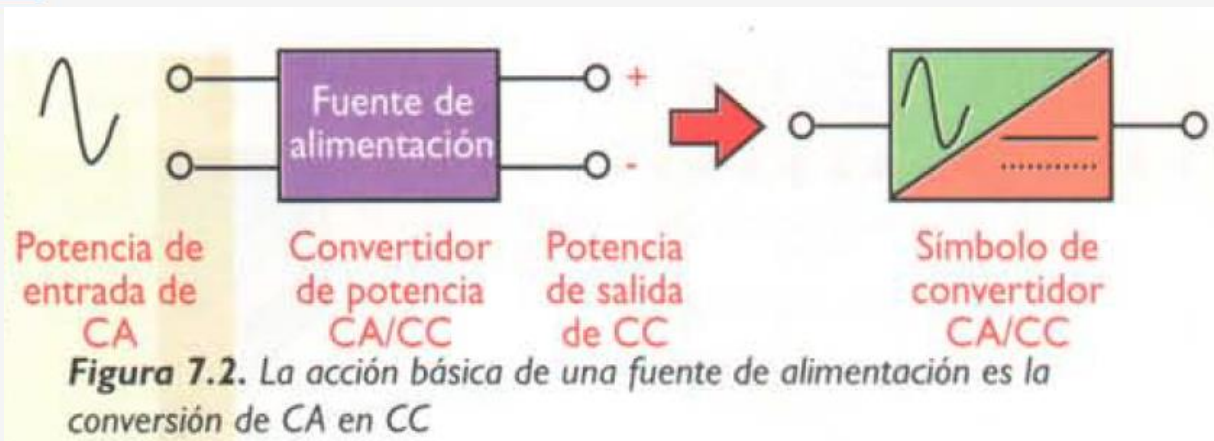 Fuente de
alimentación
+
-
Potencia de
entrada de
CA
Convertidor
de potencia
CA/CC
Potencia
de salida
de CC
Símbolo de
convertidor
CA/CC
Figura 7.2. La acción básica de una fuente de alimentación es la
conversión de CA en CC